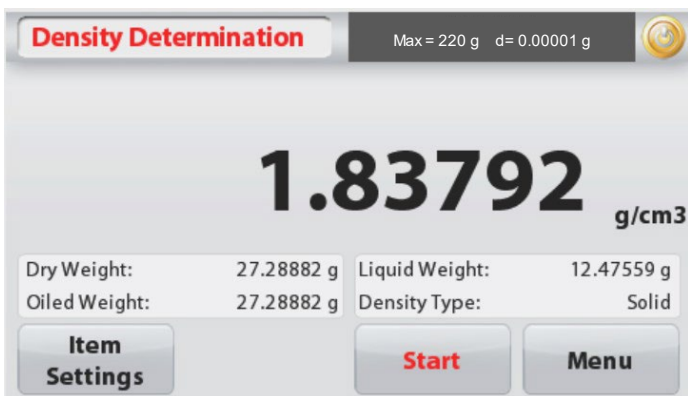 Density Determination
Max = 220 g d= 0.00001 g
1.83792
g/cm3
Dry Weight: 27.28882 g
Oiled Weight: 27.28882 g
Liquid Weight: 12.47559 g
Density Type: Solid
Item
Settings
Start
Menu